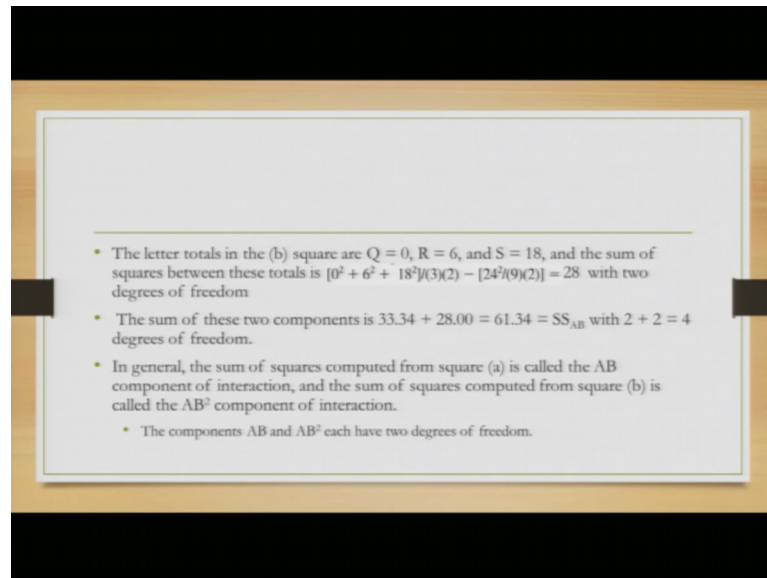 • The letter totals in the (b) square are Q = 0, R = 6, and S = 18, and the sum of
squares between these totals is [0² + 6² + 18²]/(3)(2) – [24²/(9)(2)] = 28 with two
degrees of freedom
• The sum of these two components is 33.34 + 28.00 = 61.34 = SS_AB with 2 + 2 = 4
degrees of freedom.
• In general, the sum of squares computed from square (a) is called the AB
component of interaction, and the sum of squares computed from square (b) is
called the AB² component of interaction.
• The components AB and AB² each have two degrees of freedom.